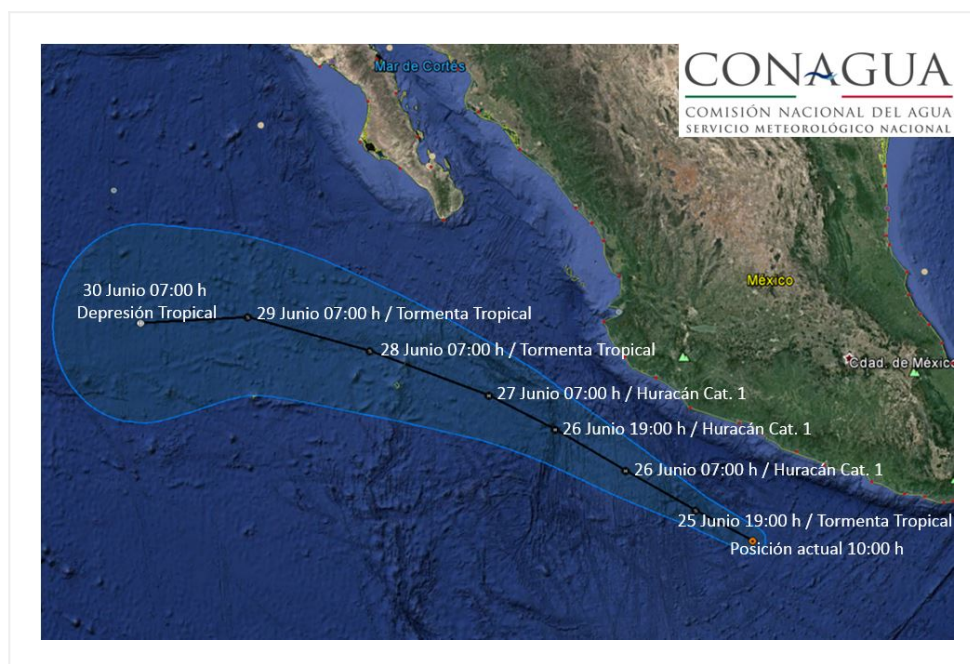 Mar de Cortés
CONAGUA
COMISIÓN NACIONAL DEL AGUA
SERVICIO METEOROLÓGICO NACIONAL
México
30 Junio 07:00 h
Depresión Tropical
29 Junio 07:00 h / Tormenta Tropical
28 Junio 07:00 h / Tormenta Tropical
Cdad. de México
27 Junio 07:00 h / Huracán Cat. 1
26 Junio 19:00 h / Huracán Cat. 1
26 Junio 07:00 h / Huracán Cat. 1
25 Junio 19:00 h / Tormenta Tropical
Posición actual 10:00 h